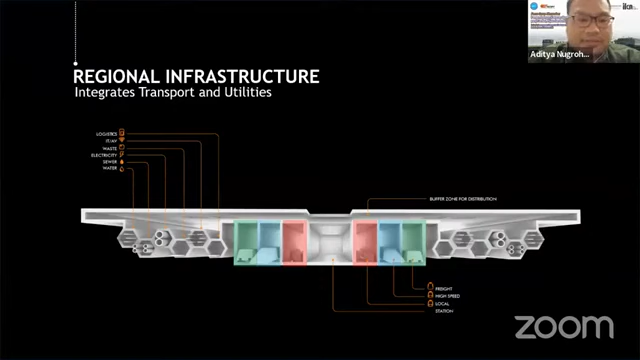 REGIONAL INFRASTRUCTURE
Integrates Transport and Utilities
Aditya Nugroh...
LOGISTICS
IT/AV
WASTE
ELECTRICITY
SEWER
WATER
BUFFER ZONE FOR DISTRIBUTION
FREIGHT
HIGH SPEED
LOCAL
STATION
zoom